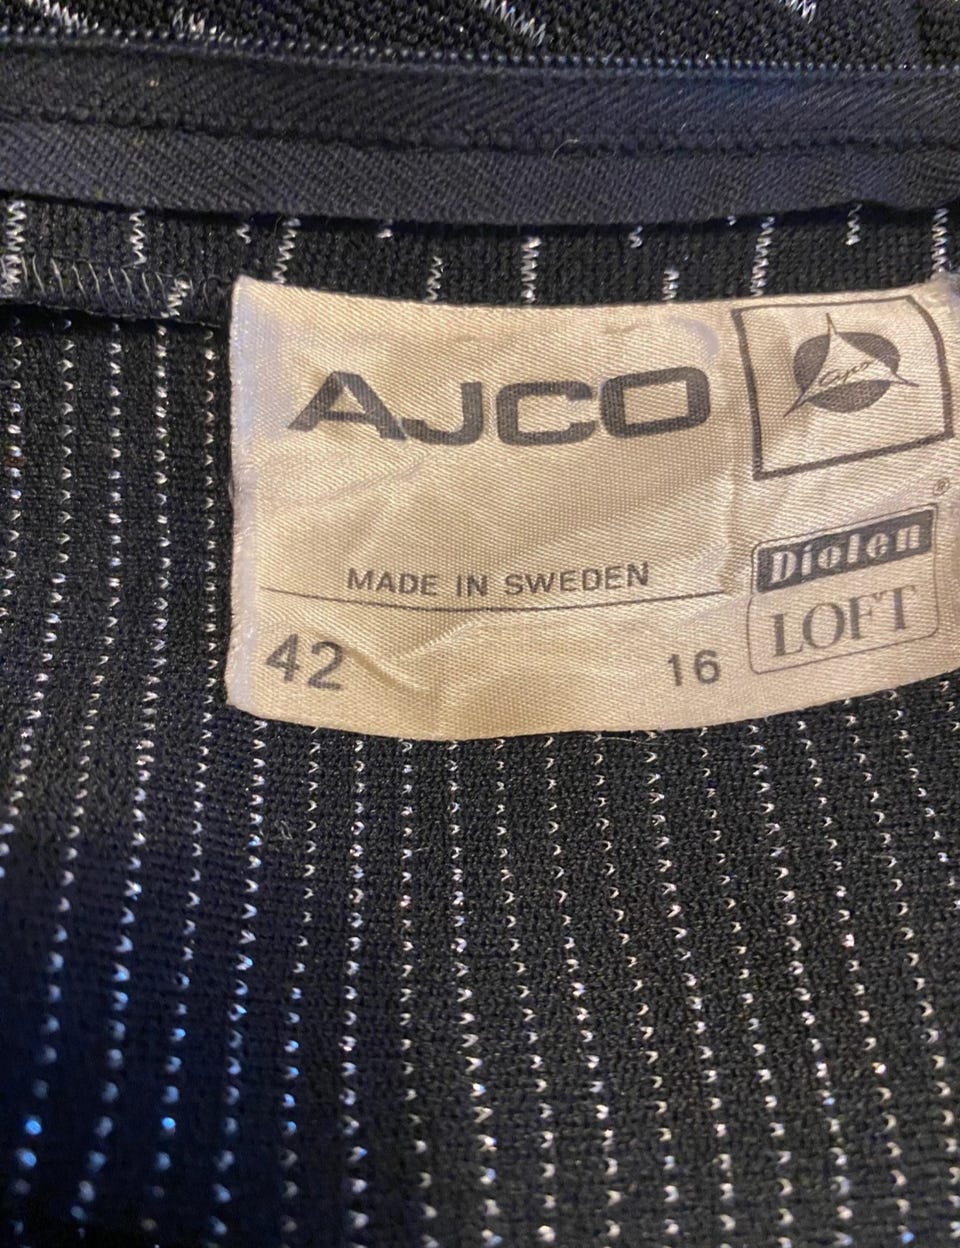 AJCO
®
Diolen
LOFT
MADE IN SWEDEN
42
16